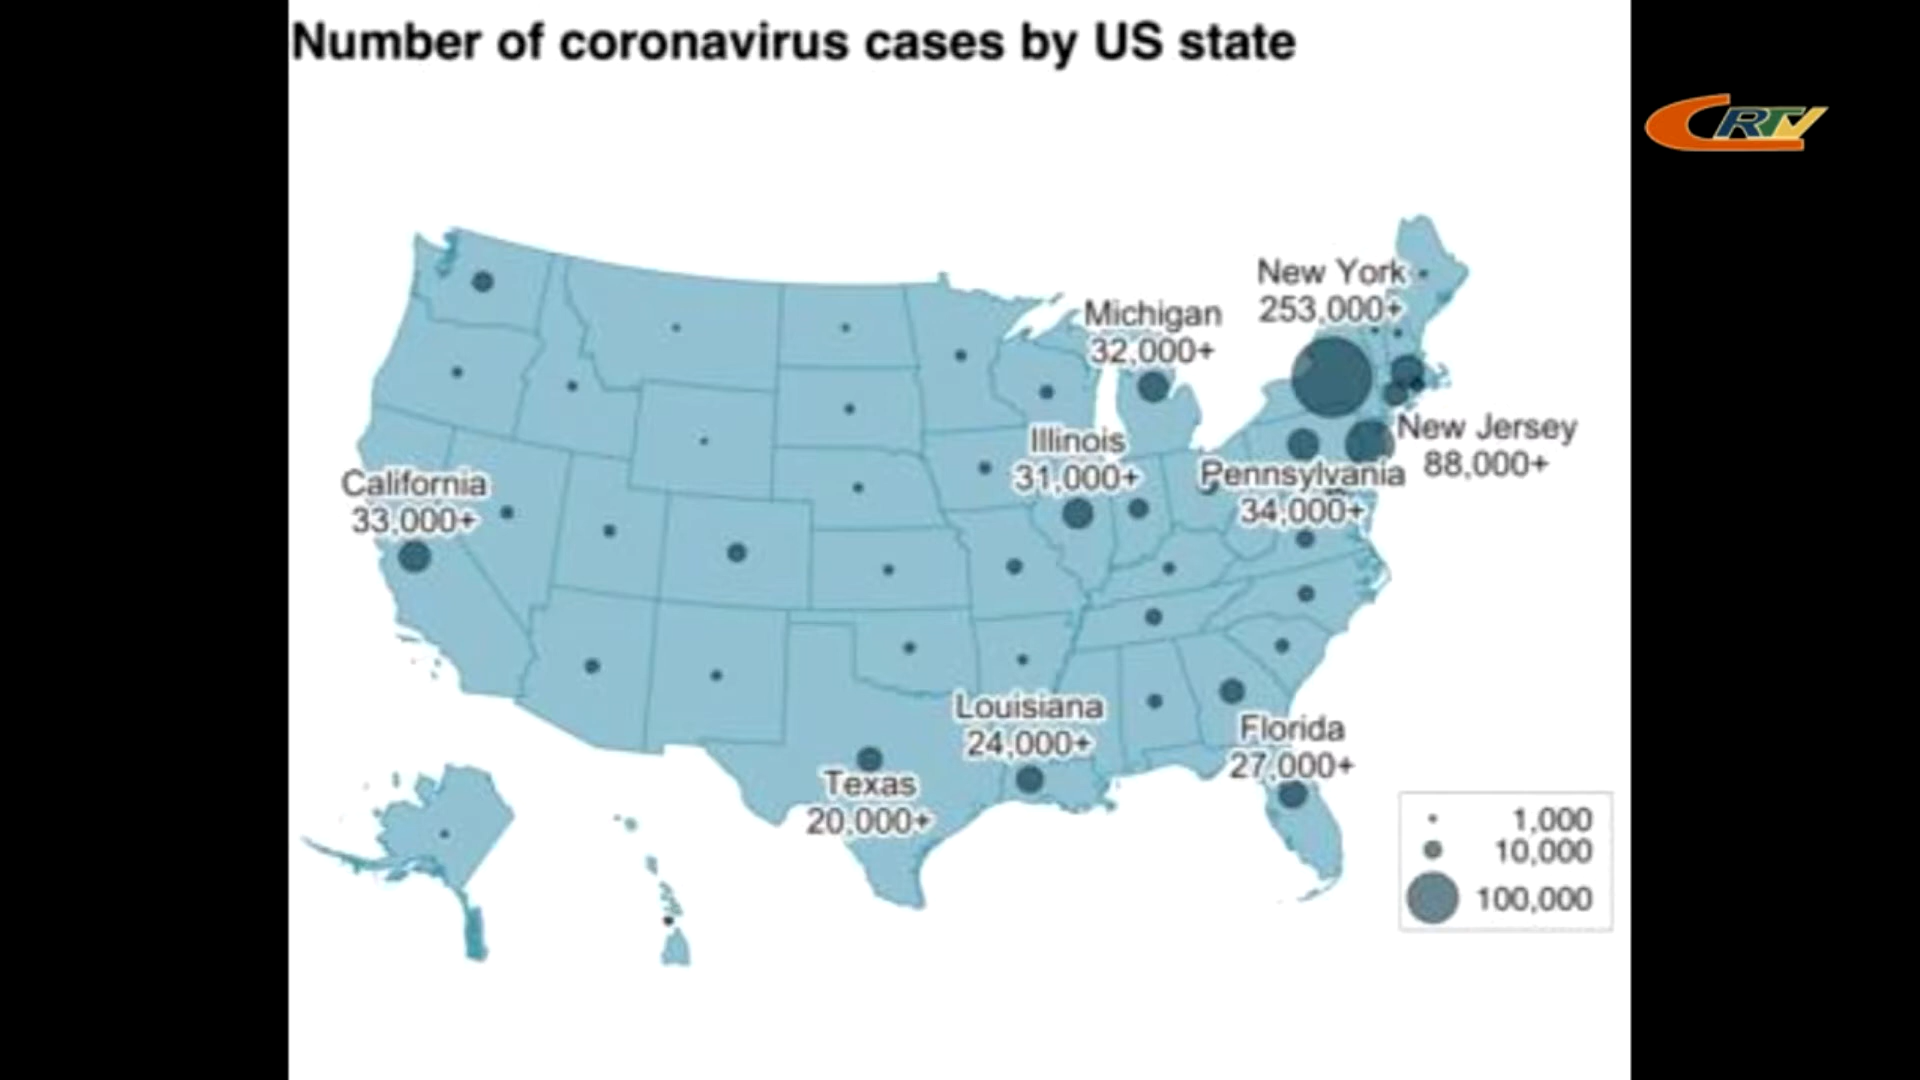 Number of coronavirus cases by US state
CRTV
New York
253,000+
Michigan
32,000+
New Jersey
88,000+
Illinois
31,000+
Pennsylvania
34,000+
California
33,000+
Louisiana
24,000+
Florida
27,000+
Texas
20,000+
1,000
10,000
100,000